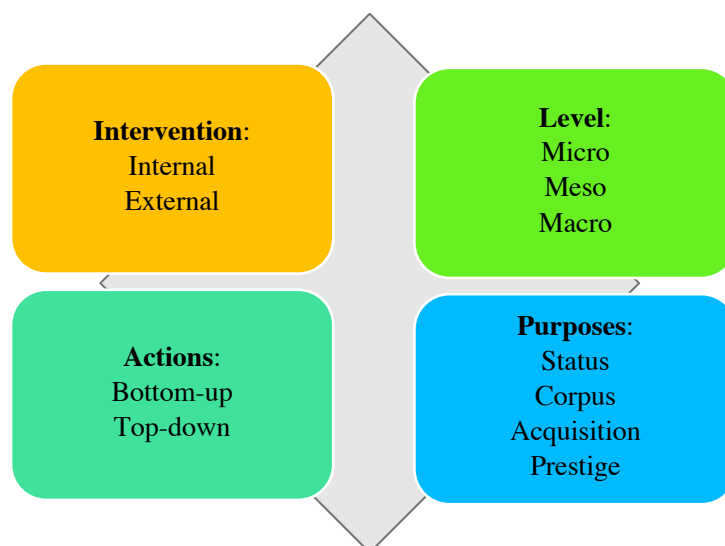 Intervention:
Internal
External
Level:
Micro
Meso
Macro
Actions:
Bottom-up
Top-down
Purposes:
Status
Corpus
Acquisition
Prestige